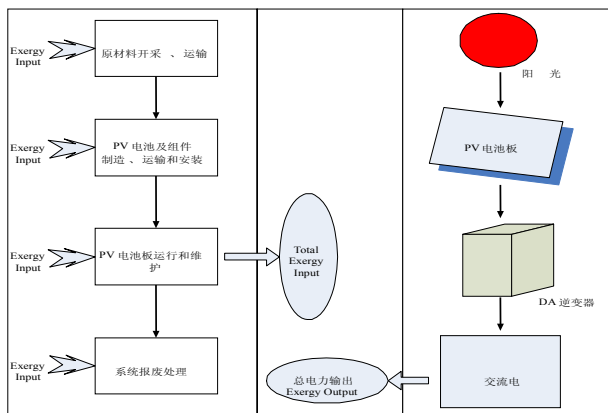 Exergy
Input
原材料开采 、运输
Exergy
Input
PV 电池及组件
制造 、运输和安装
Exergy
Input
PV 电池板运行和维
护
Exergy
Input
系统报废处理
Total
Exergy
Input
总电力输出
Exergy Output
阳 光
PV 电池板
DA 逆变器
交流电